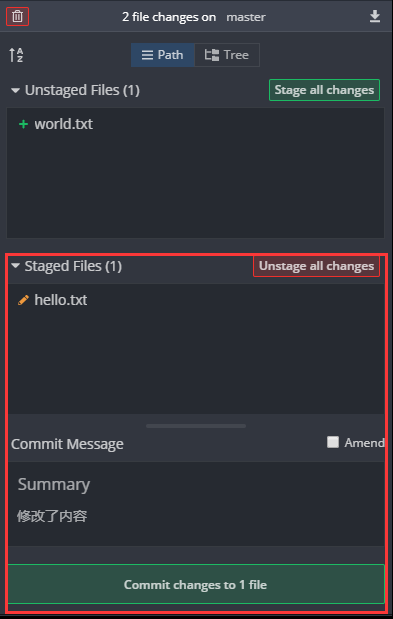 2 file changes on master
A
Z
Path Tree
Unstaged Files (1) Stage all changes
world.txt
Staged Files (1) Unstage all changes
hello.txt
Commit Message Amend
Summary
修改了内容
Commit changes to 1 file